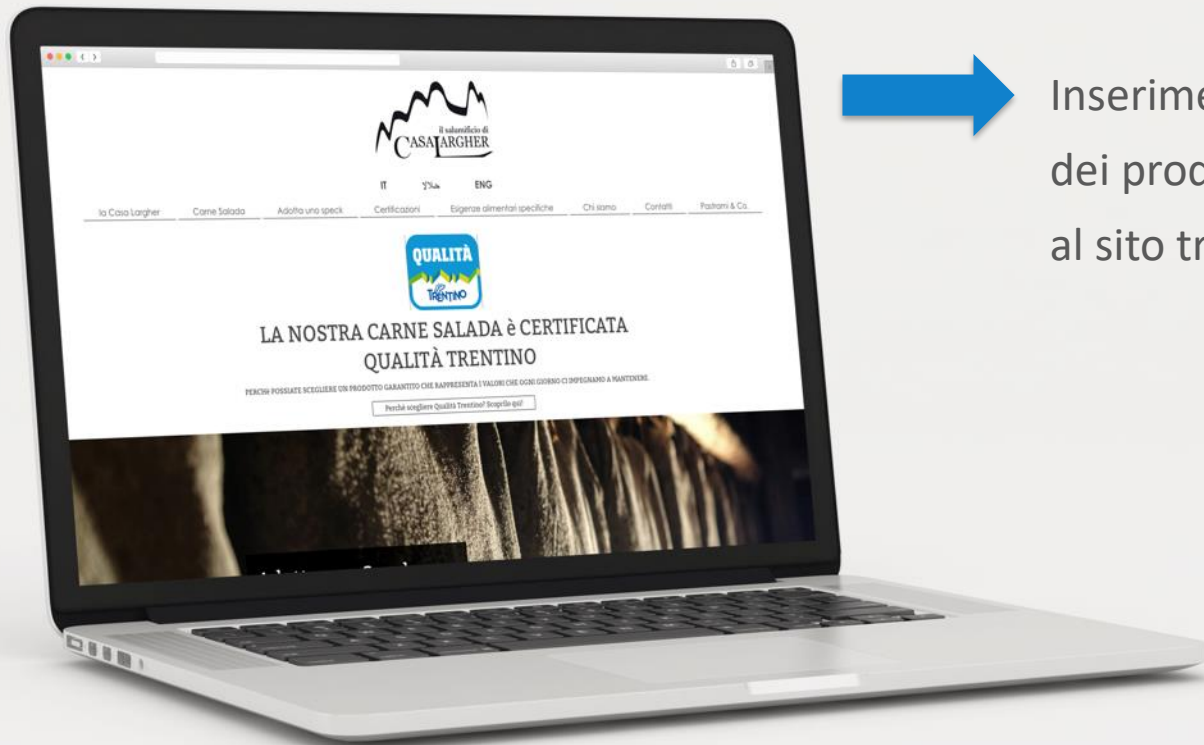 il salumificio di
CASA LARGHER
IT
ENG
la Casa Largher
Carne Salada
Adotta uno speck
Certificazioni
Esigenze alimentari specifiche
Chi siamo
Contatti
Pastrami & Co.
QUALITÀ
TRENTINO
LA NOSTRA CARNE SALADA è CERTIFICATA
QUALITÀ TRENTINO
PERCHé POSSIATE SCEGLIERE UN PRODOTTO GARANTITO CHE RAPPRESENTA I VALORI CHE OGNI GIORNO CI IMPEGNAMO A MANTENERE.
Perché scegliere Qualità Trentino? Scoprilo qui!
Inserime
dei prod
al sito tr